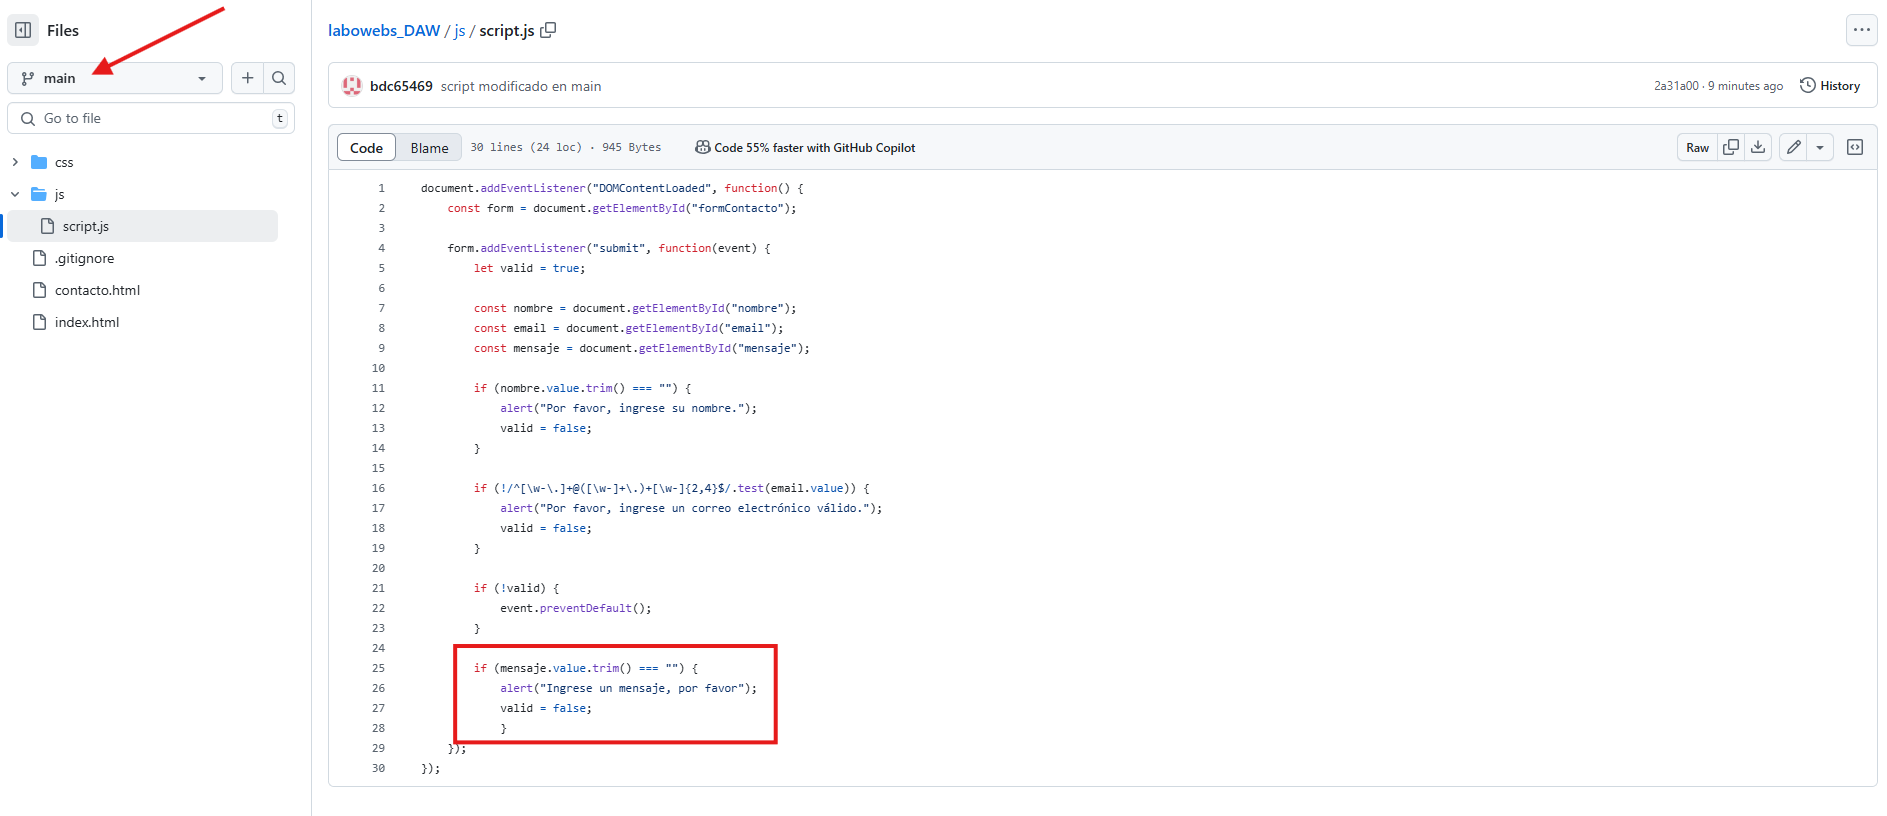 Files
main
Go to file
t
css
js
script.js
.gitignore
contacto.html
index.html
labowebs_DAW / js / script.js
bdc65469 script modificado en main
2a31a00 · 9 minutes ago
History
Code
Blame
30 lines (24 loc) · 945 Bytes
Code 55% faster with GitHub Copilot
Raw
1 document.addEventListener("DOMContentLoaded", function() {
2 const form = document.getElementById("formContacto");
3
4 form.addEventListener("submit", function(event) {
5 let valid = true;
6
7 const nombre = document.getElementById("nombre");
8 const email = document.getElementById("email");
9 const mensaje = document.getElementById("mensaje");
10
11 if (nombre.value.trim() === "") {
12 alert("Por favor, ingrese su nombre.");
13 valid = false;
14 }
15
16 if (!/^[\w-\.]+@([\w-]+\.)+[\w-]{2,4}$/.test(email.value)) {
17 alert("Por favor, ingrese un correo electrónico válido.");
18 valid = false;
19 }
20
21 if (!valid) {
22 event.preventDefault();
23 }
24
25 if (mensaje.value.trim() === "") {
26 alert("Ingrese un mensaje, por favor");
27 valid = false;
28 }
29 });
30 });